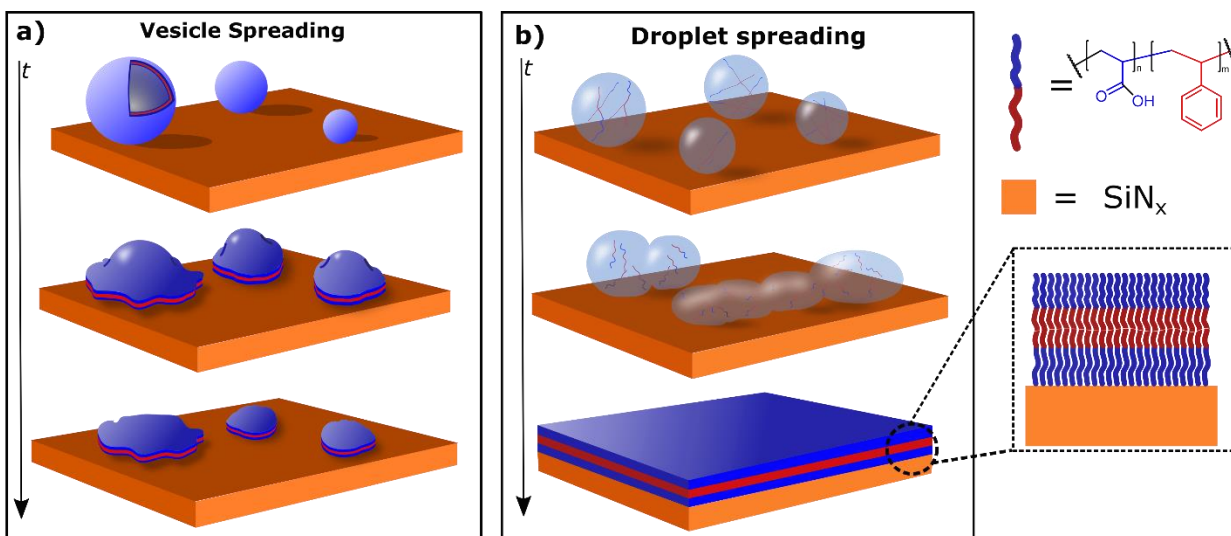 a) Vesicle Spreading
t
b) Droplet spreading
t
= n m
O OH
= SiNx